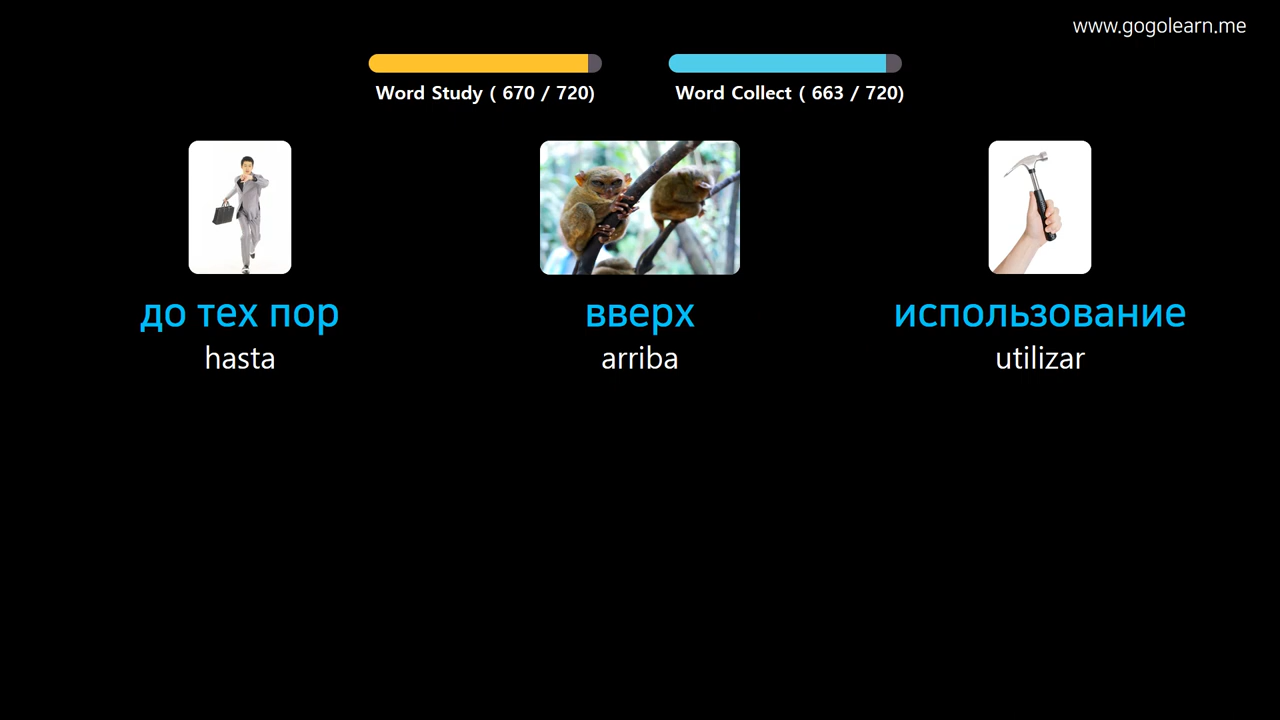 www.gogolearn.me
Word Study ( 670 / 720)
Word Collect ( 663 / 720)
до тех пор
вверх
использование
hasta
arriba
utilizar